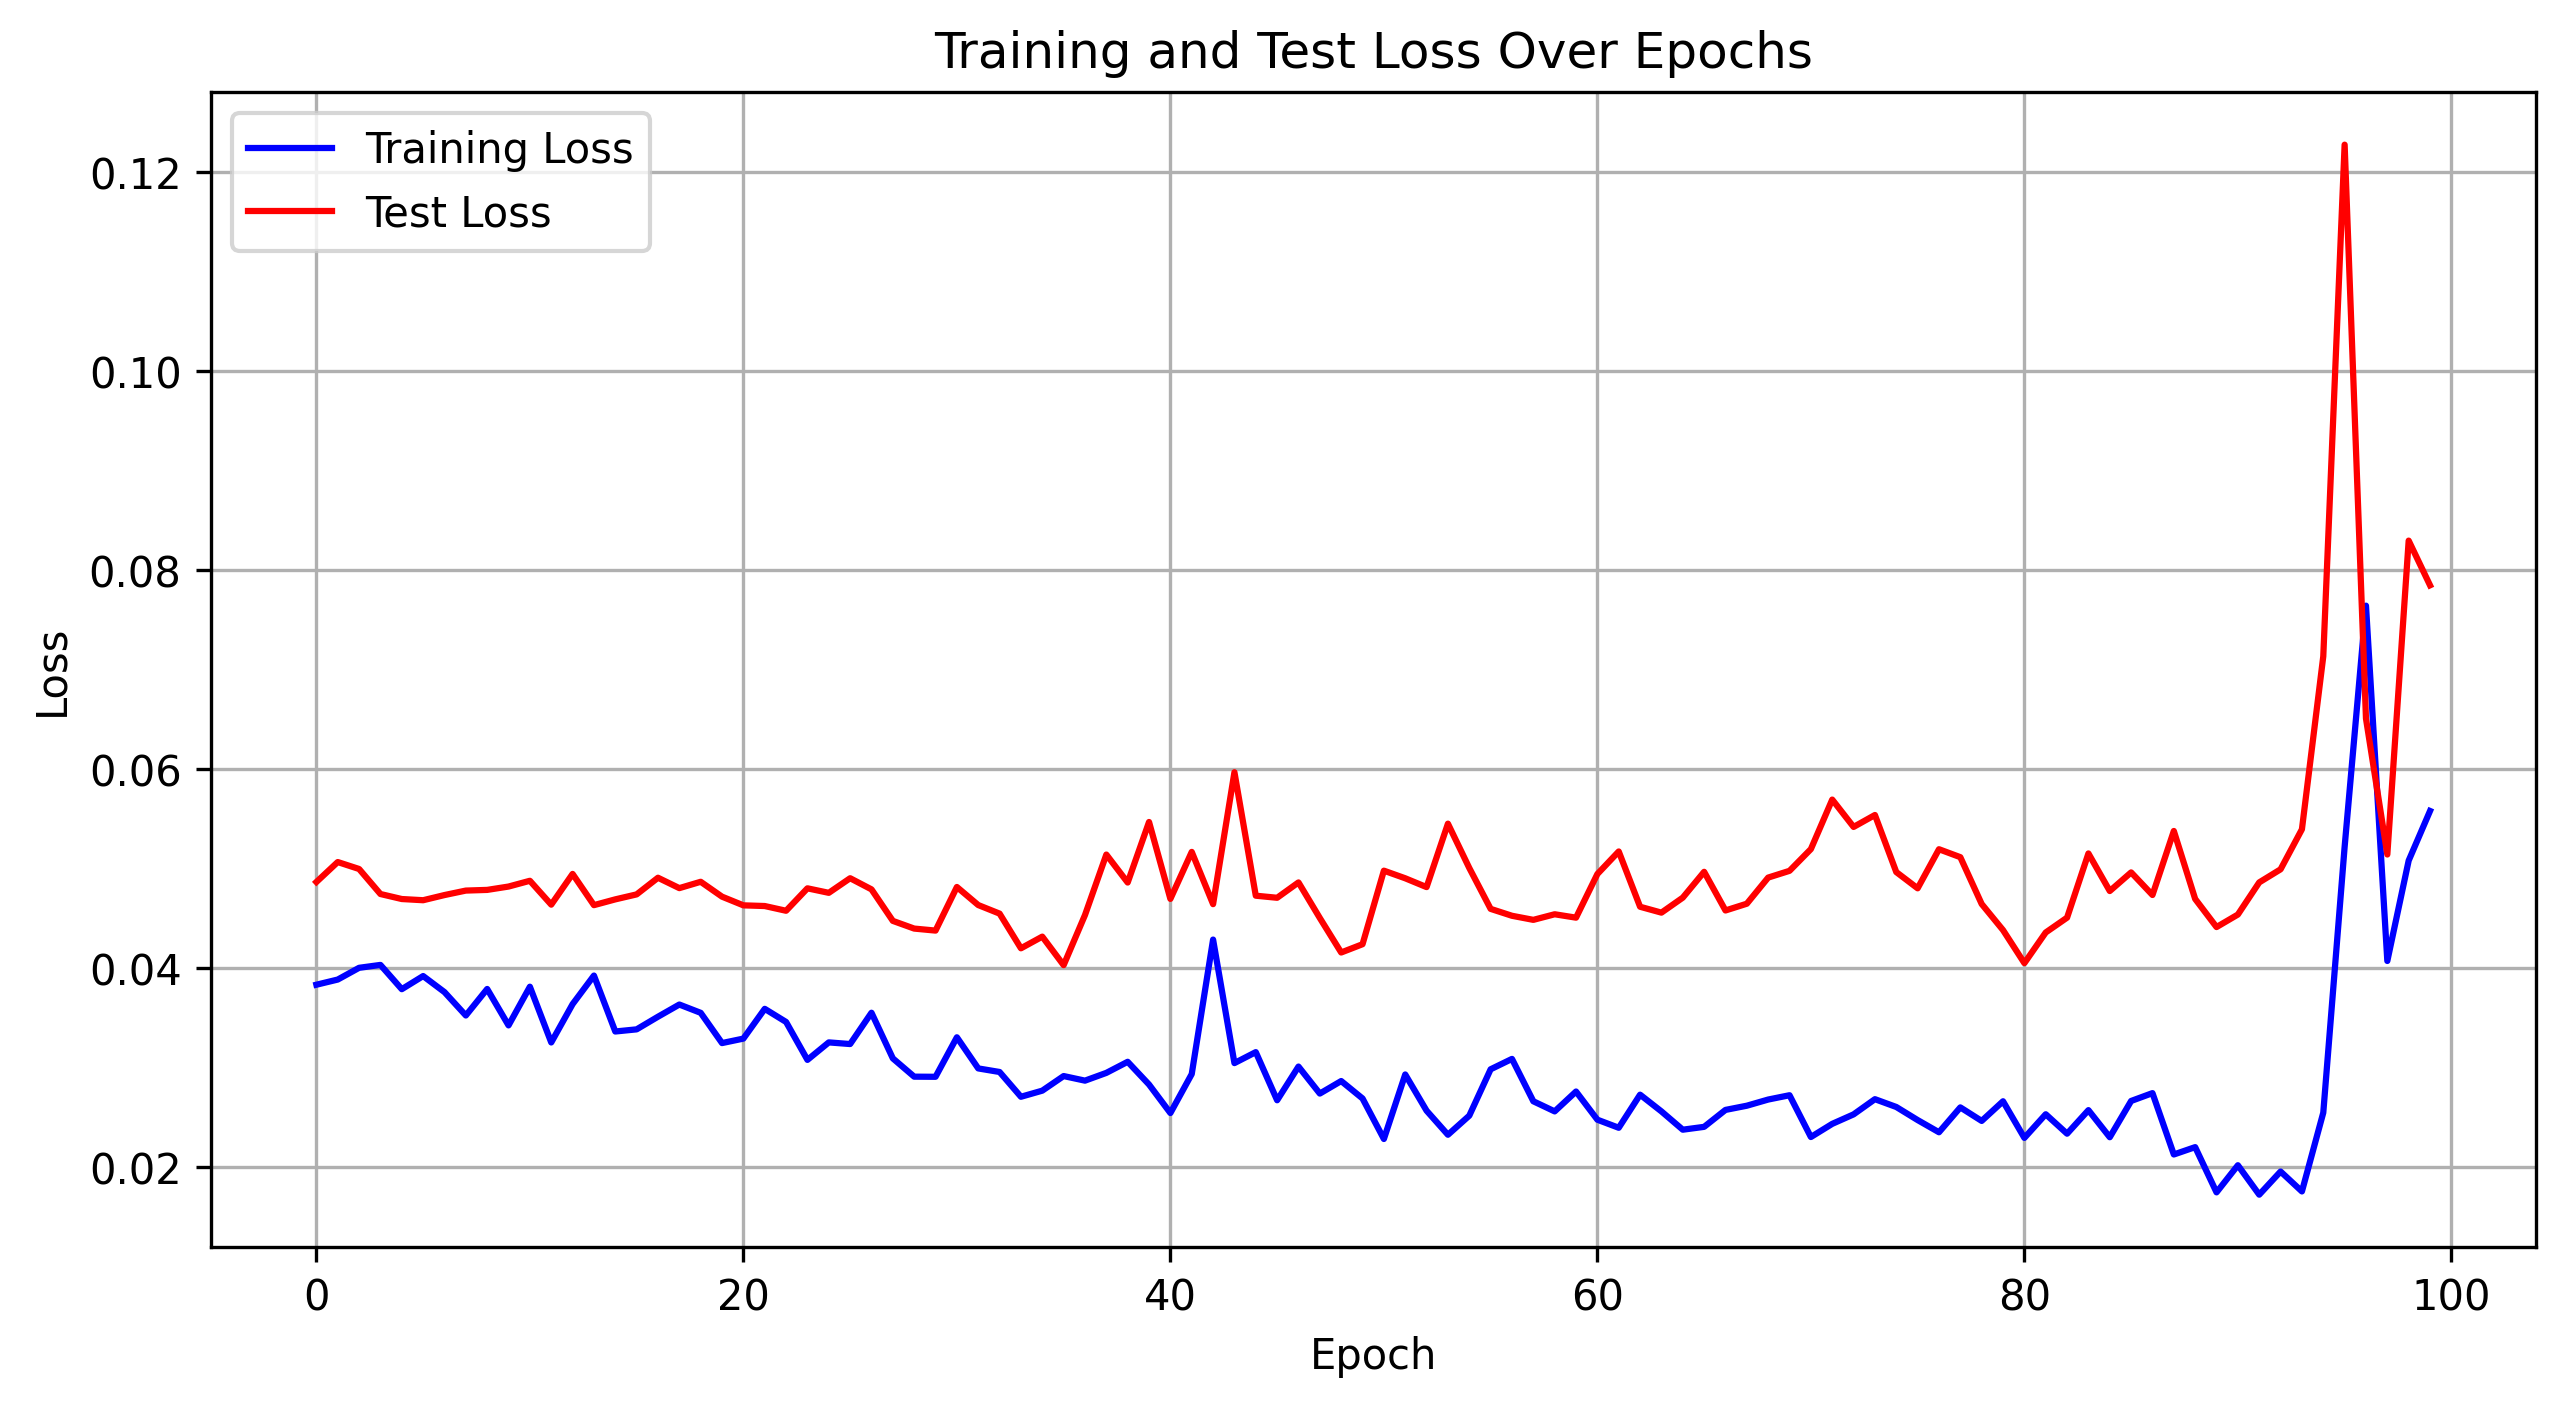 Training and Test Loss Over Epochs
Training Loss
Test Loss
0.12
0.10
0.08
0.06
0.04
0.02
Loss
0 20 40 60 80 100
Epoch